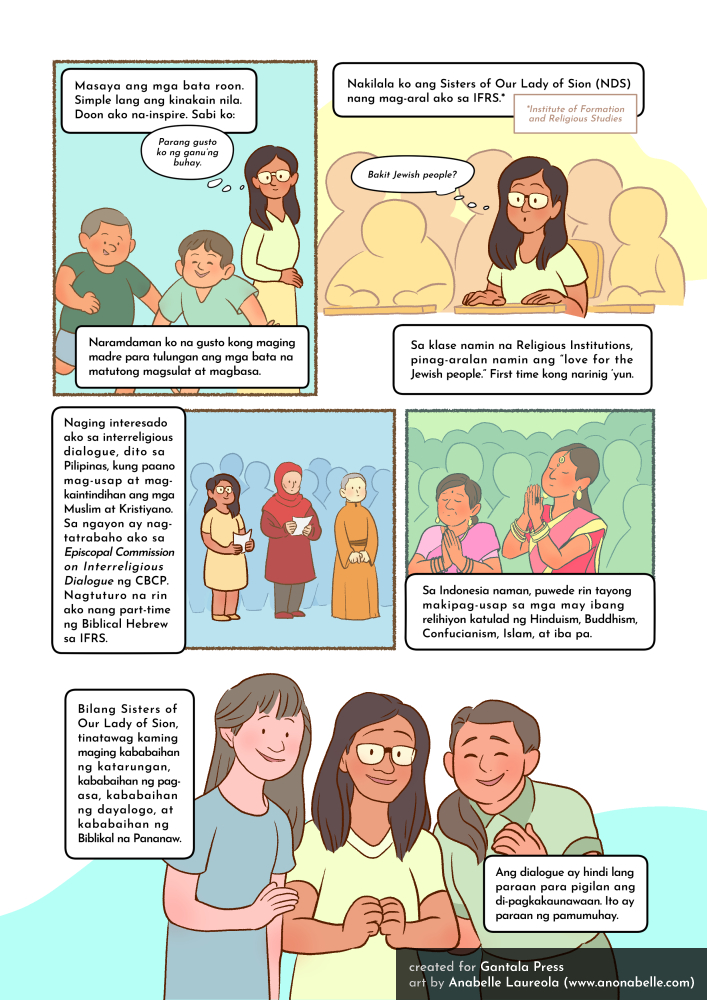 Masaya ang mga bata roon.
Simple lang ang kinakain nila.
Doon ako na-inspire. Sabi ko:
Parang gusto
ko ng ganu'ng
buhay.
Naramdaman ko na gusto kong maging
madre para tulungan ang mga bata na
matutong magsulat at magbasa.
Nakilala ko ang Sisters of Our Lady of Sion (NDS)
nang mag-aral ako sa IFRS.*
*Institute of Formation
and Religious Studies
Bakit Jewish people?
Sa klase namin na Religious Institutions,
pinag-aralan namin ang “love for the
Jewish people.” First time kong narinig ‘yun.
Naging interesado
ako sa interreligious
dialogue, dito sa
Pilipinas, kung paano
mag-usap at mag-
kaintindihan ang mga
Muslim at Kristiyano.
Sa ngayon ay nag-
tatrabaho ako sa
Episcopal Commission
on Interreligious
Dialogue ng CBCP.
Nagtuturo na rin
ako nang part-time
ng Biblical Hebrew
sa IFRS.
Sa Indonesia naman, puwede rin tayong
makipag-usap sa mga may ibang
relihiyon katulad ng Hinduism, Buddhism,
Confucianism, Islam, at iba pa.
Bilang Sisters of
Our Lady of Sion,
tinatawag kaming
maging kababaihan
ng katarungan,
kababaihan ng pag-
asa, kababaihan
ng dayalogo, at
kababaihan ng
Biblikal na Pananaw.
Ang dialogue ay hindi lang
paraan para pigilan ang
di-pagkakaunawaan. Ito ay
paraan ng pamumuhay.
created for Gantala Press
art by Anabelle Laureola (www.anonabelle.com)